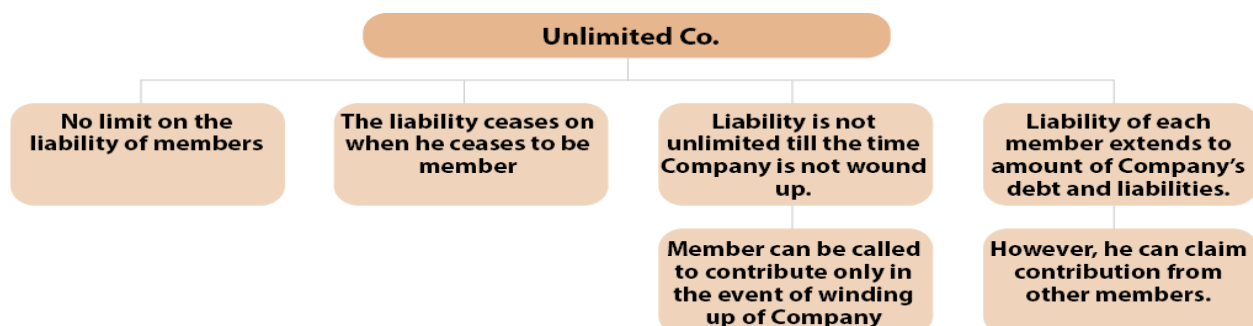 Unlimited Co.
No limit on the
liability of members
The liability ceases on
when he ceases to be
member
Liability is not
unlimited till the time
Company is not wound
up.
Member can be called
to contribute only in
the event of winding
up of Company
Liability of each
member extends to
amount of Company’s
debt and liabilities.
However, he can claim
contribution from
other members.